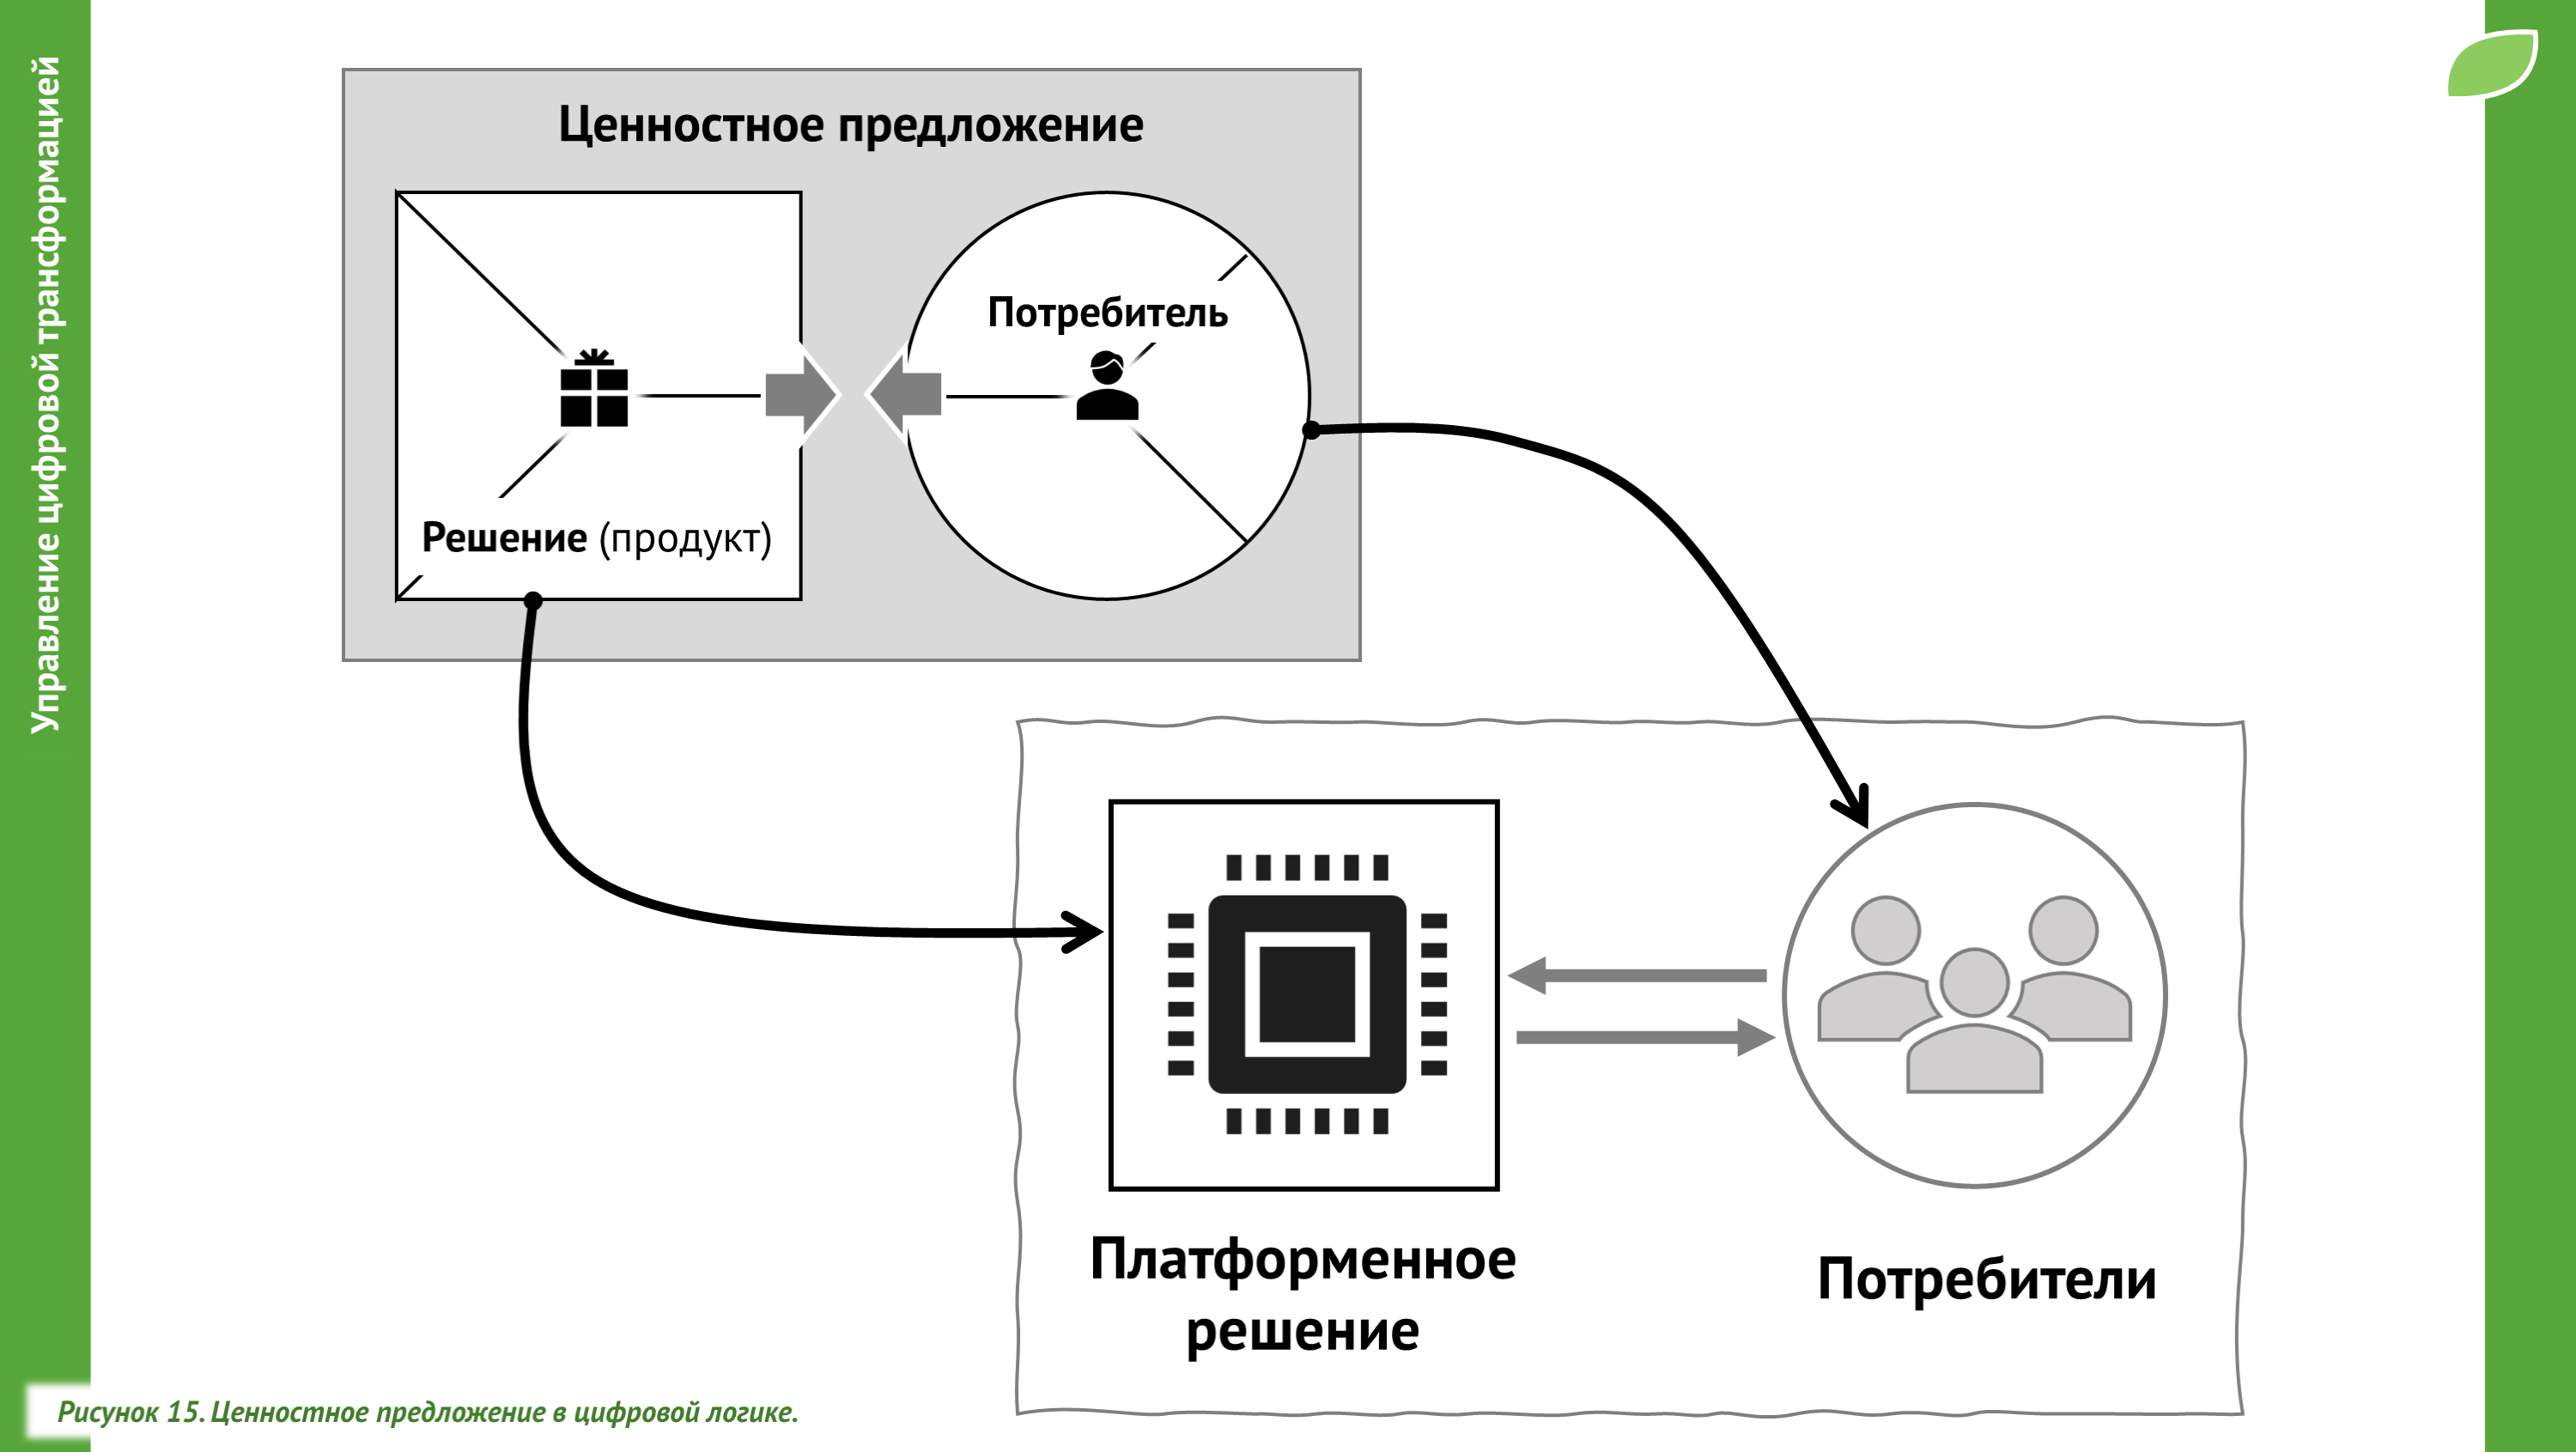 Управление цифровой трансформацией
Ценностное предложение
Потребитель
Решение (продукт)
Платформенное
решение
Потребители
Рисунок 15. Ценностное предложение в цифровой логике.